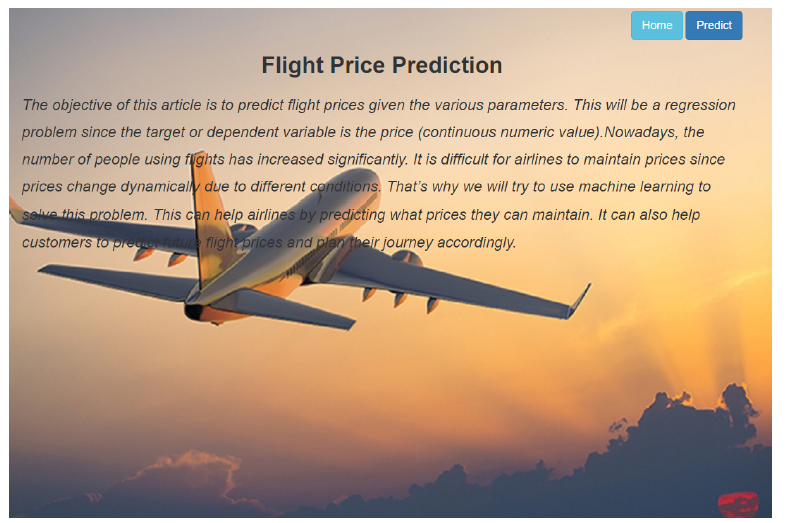 Home Predict
Flight Price Prediction
The objective of this article is to predict flight prices given the various parameters. This will be a regression
problem since the target or dependent variable is the price (continuous numeric value).Nowadays, the
number of people using flights has increased significantly. It is difficult for airlines to maintain prices since
prices change dynamically due to different conditions. That's why we will try to use machine learning to
solve this problem. This can help airlines by predicting what prices they can maintain. It can also help
customers to predict future flight prices and plan their journey accordingly.